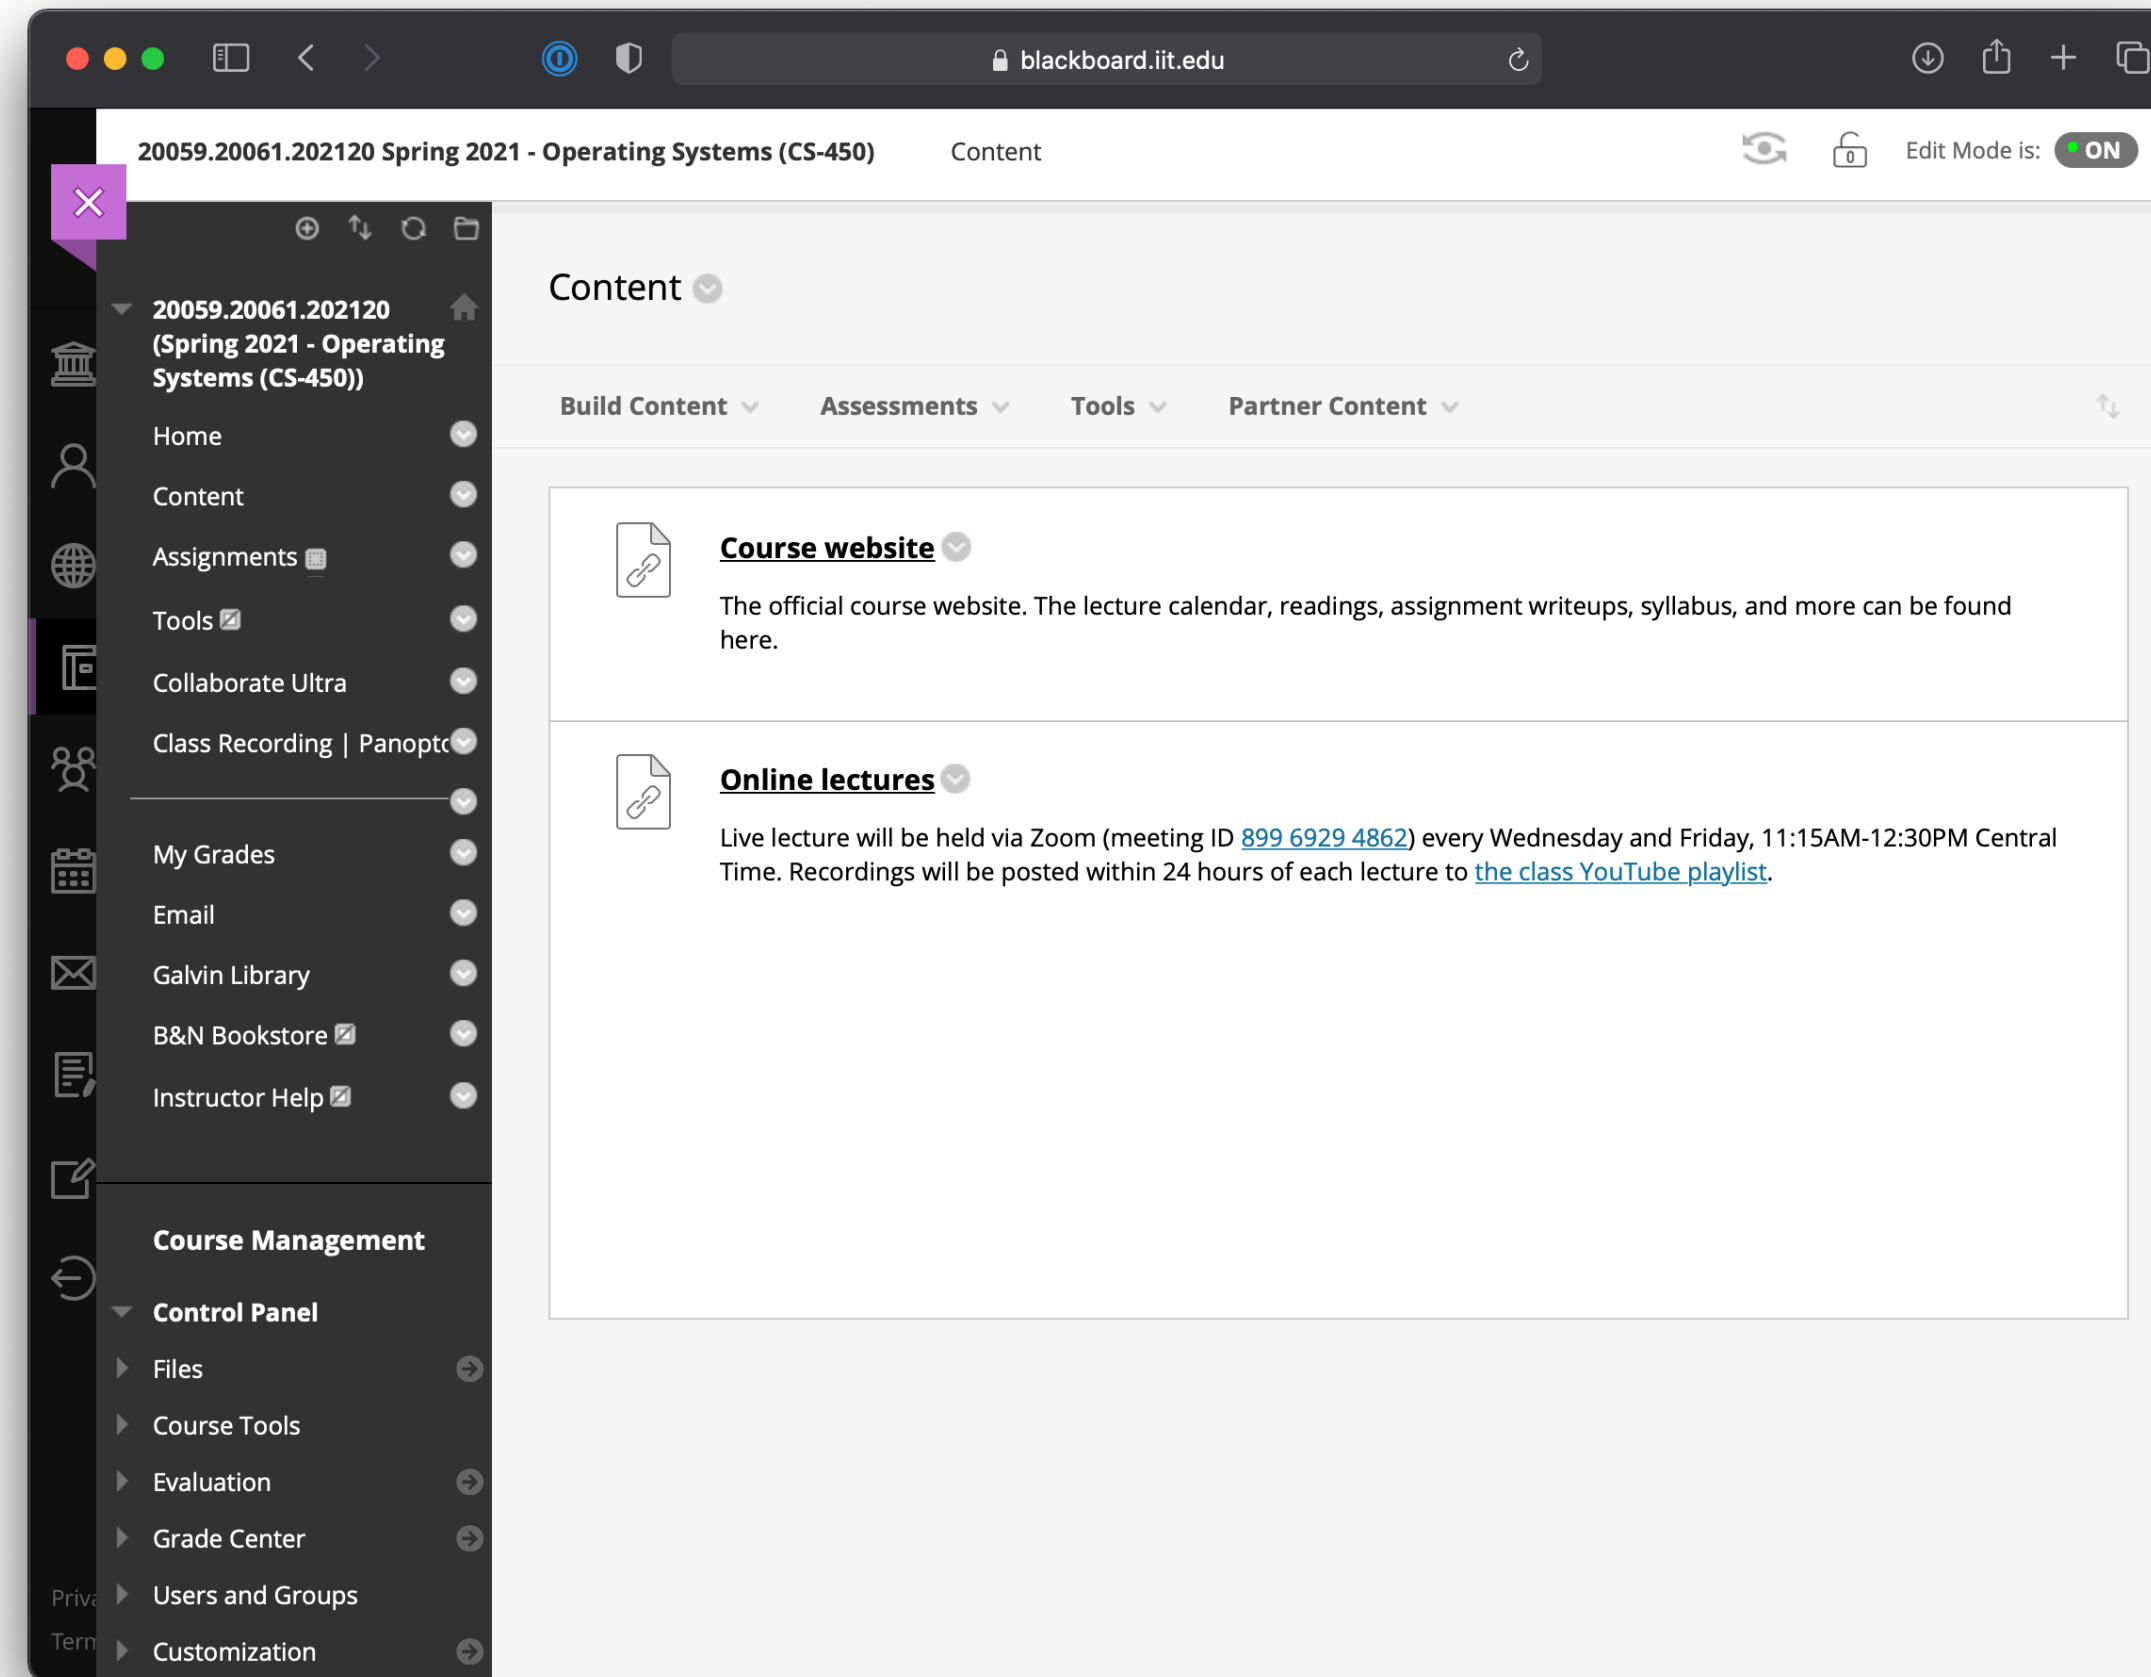 blackboard.iit.edu
20059.20061.202120 Spring 2021 - Operating Systems (CS-450)
Content
Edit Mode is:
ON
20059.20061.202120
(Spring 2021 - Operating
Systems (CS-450))
Home
Content
Assignments
Tools
Collaborate Ultra
Class Recording | Panopto
My Grades
Email
Galvin Library
B&N Bookstore
Instructor Help
Course Management
Control Panel
Files
Course Tools
Evaluation
Grade Center
Users and Groups
Customization
Content
Build Content
Assessments
Tools
Partner Content
Course website
The official course website. The lecture calendar, readings, assignment writeups, syllabus, and more can be found
here.
Online lectures
Live lecture will be held via Zoom (meeting ID 899 6929 4862) every Wednesday and Friday, 11:15AM-12:30PM Central
Time. Recordings will be posted within 24 hours of each lecture to the class YouTube playlist.